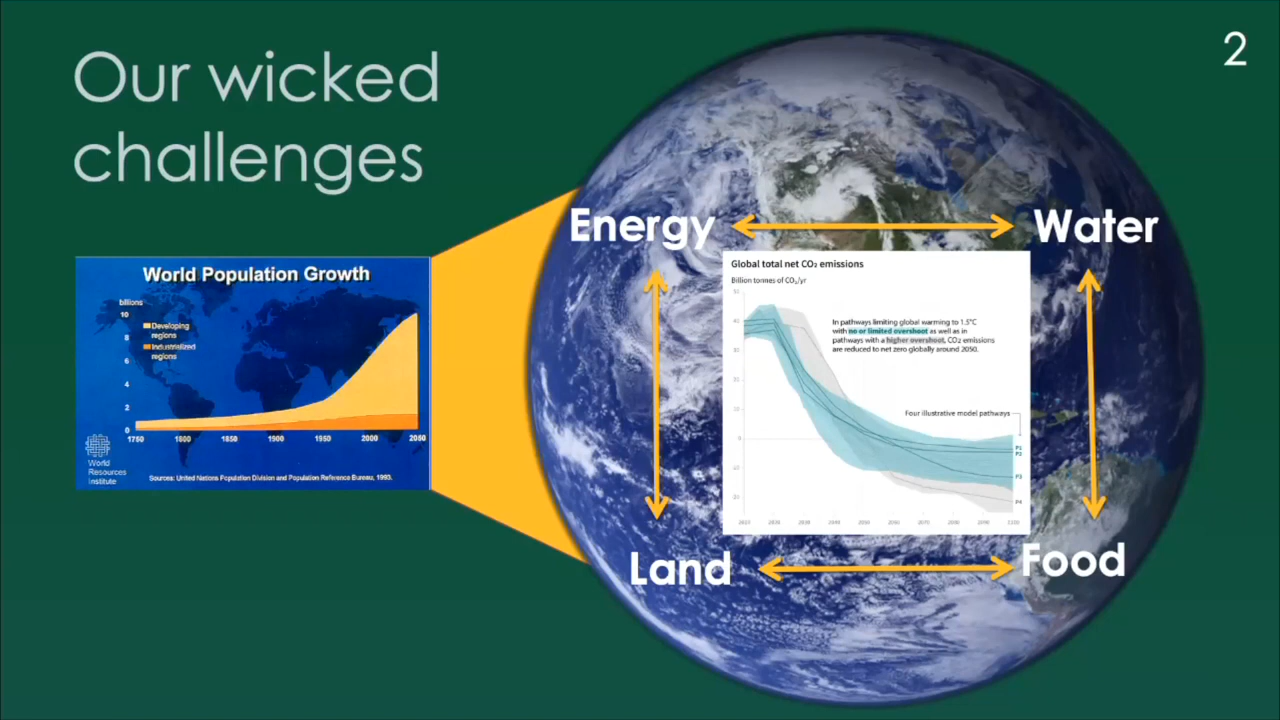 Our wicked
challenges
2
World Population Growth
billions
10
8
6
4
2
0
Developing
regions
Industrialized
regions
1750 1800 1850 1900 1950 2000 2050
World
Resources
Institute
Sources: United Nations Population Division and Population Reference Bureau, 1993.
Energy
Water
Global total net CO₂ emissions
Billion tonnes of CO₂/yr
In pathways limiting global warming to 1.5°C
with no or limited overshoot as well as in
pathways with a higher overshoot, CO₂ emissions
are reduced to net zero globally around 2050.
Four illustrative model pathways
P1
P2
P3
P4
Land
Food